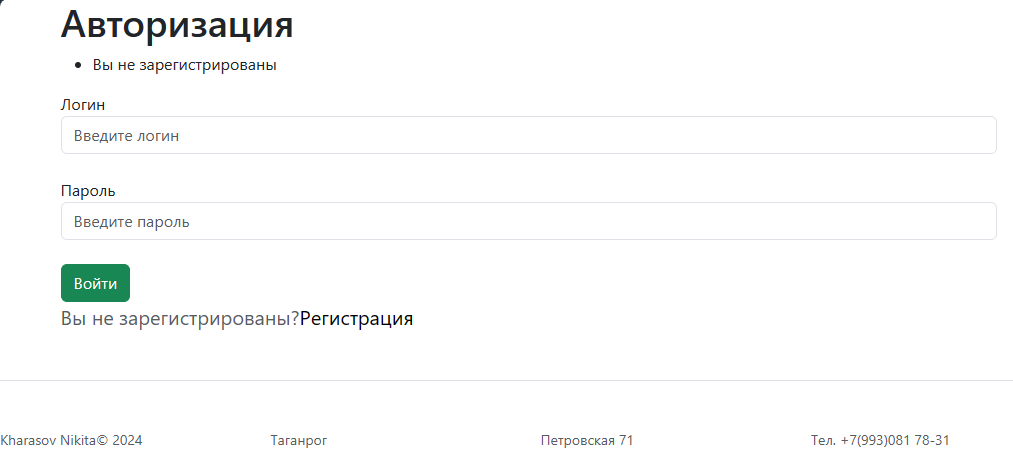 Авторизация
• Вы не зарегистрированы
Логин
Введите логин
Пароль
Введите пароль
Войти
Вы не зарегистрированы?Регистрация
Kharasov Nikita© 2024 Таганрог Петровская 71 Тел. +7(993)081 78-31